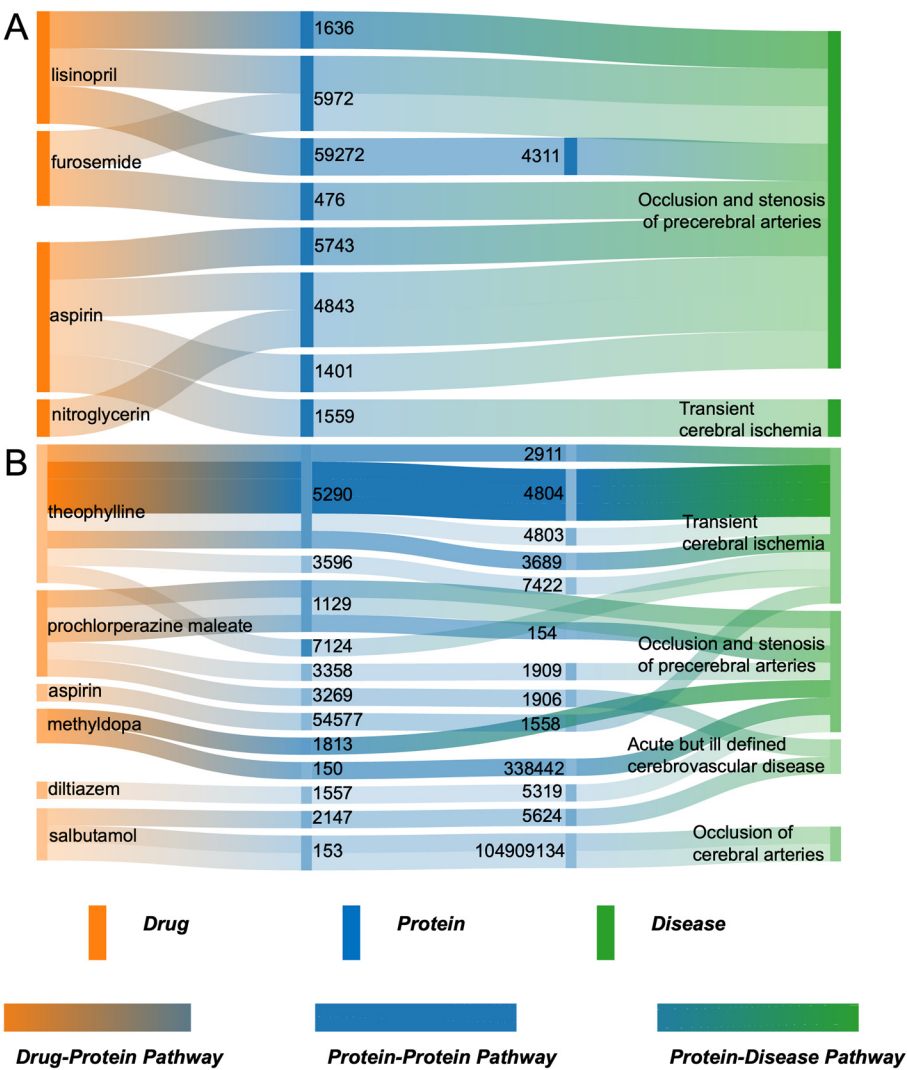 A
1636
lisinopril
5972
59272
4311
furosemide
476
Occlusion and stenosis
of precerebral arteries
5743
4843
aspirin
1401
nitroglycerin
1559
Transient
cerebral ischemia
B
2911
theophylline
5290
4804
4803
Transient
cerebral ischemia
3596
3689
7422
1129
prochlorperazine maleate
154
7124
Occlusion and stenosis
of precerebral arteries
3358
1909
aspirin
3269
1906
methyldopa
54577
1558
1813
Acute but ill defined
cerebrovascular disease
150
338442
diltiazem
1557
5319
2147
5624
salbutamol
153
104909134
Occlusion of
cerebral arteries
Drug
Protein
Disease
Drug-Protein Pathway
Protein-Protein Pathway
Protein-Disease Pathway